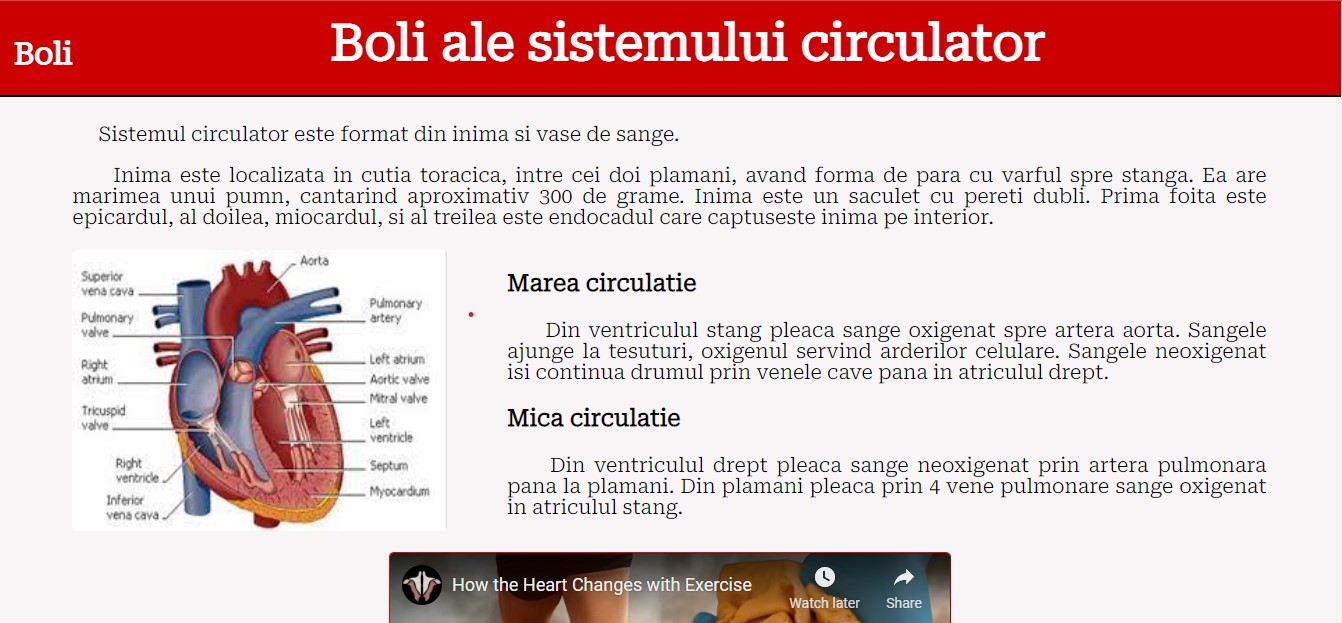 Boli
Boli ale sistemului circulator
Sistemul circulator este format din inima si vase de sange.
Inima este localizata in cutia toracica, intre cei doi plamani, avand forma de para cu varful spre stanga. Ea are
marimea unui pumn, cantarind aproximativ 300 de grame. Inima este un saculet cu pereti dubli. Prima foita este
epicardul, al doilea, miocardul, si al treilea este endocadul care captuseste inima pe interior.
Superior
vena cava
Pulmonary
valve
Right
atrium
Tricuspid
valve
Right
ventricle
Inferior
vena cava
Aorta
Pulmonary
artery
Left atrium
Aortic valve
Mitral valve
Left
ventricle
Septum
Myocardium
Marea circulatie
Din ventriculul stang pleaca sange oxigenat spre artera aorta. Sangele
ajunge la tesuturi, oxigenul servind arderilor celulare. Sangele neoxigenat
isi continua drumul prin venele cave pana in atriculul drept.
Mica circulatie
Din ventriculul drept pleaca sange neoxigenat prin artera pulmonara
pana la plamani. Din plamani pleaca prin 4 vene pulmonare sange oxigenat
in atriculul stang.
How the Heart Changes with Exercise
Watch later
Share